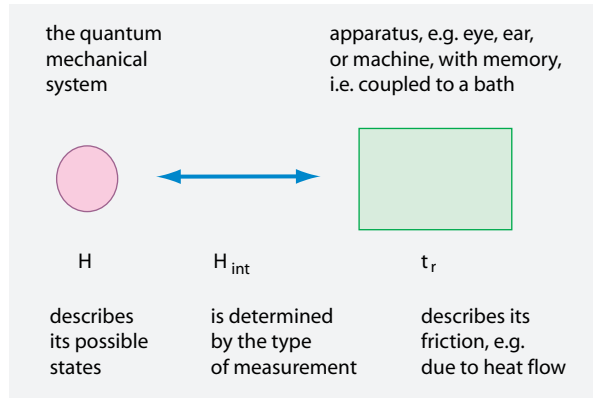 the quantum
mechanical
system
apparatus, e.g. eye, ear,
or machine, with memory,
i.e. coupled to a bath
H
H int
t r
describes
its possible
states
is determined
by the type
of measurement
describes its
friction, e.g.
due to heat flow